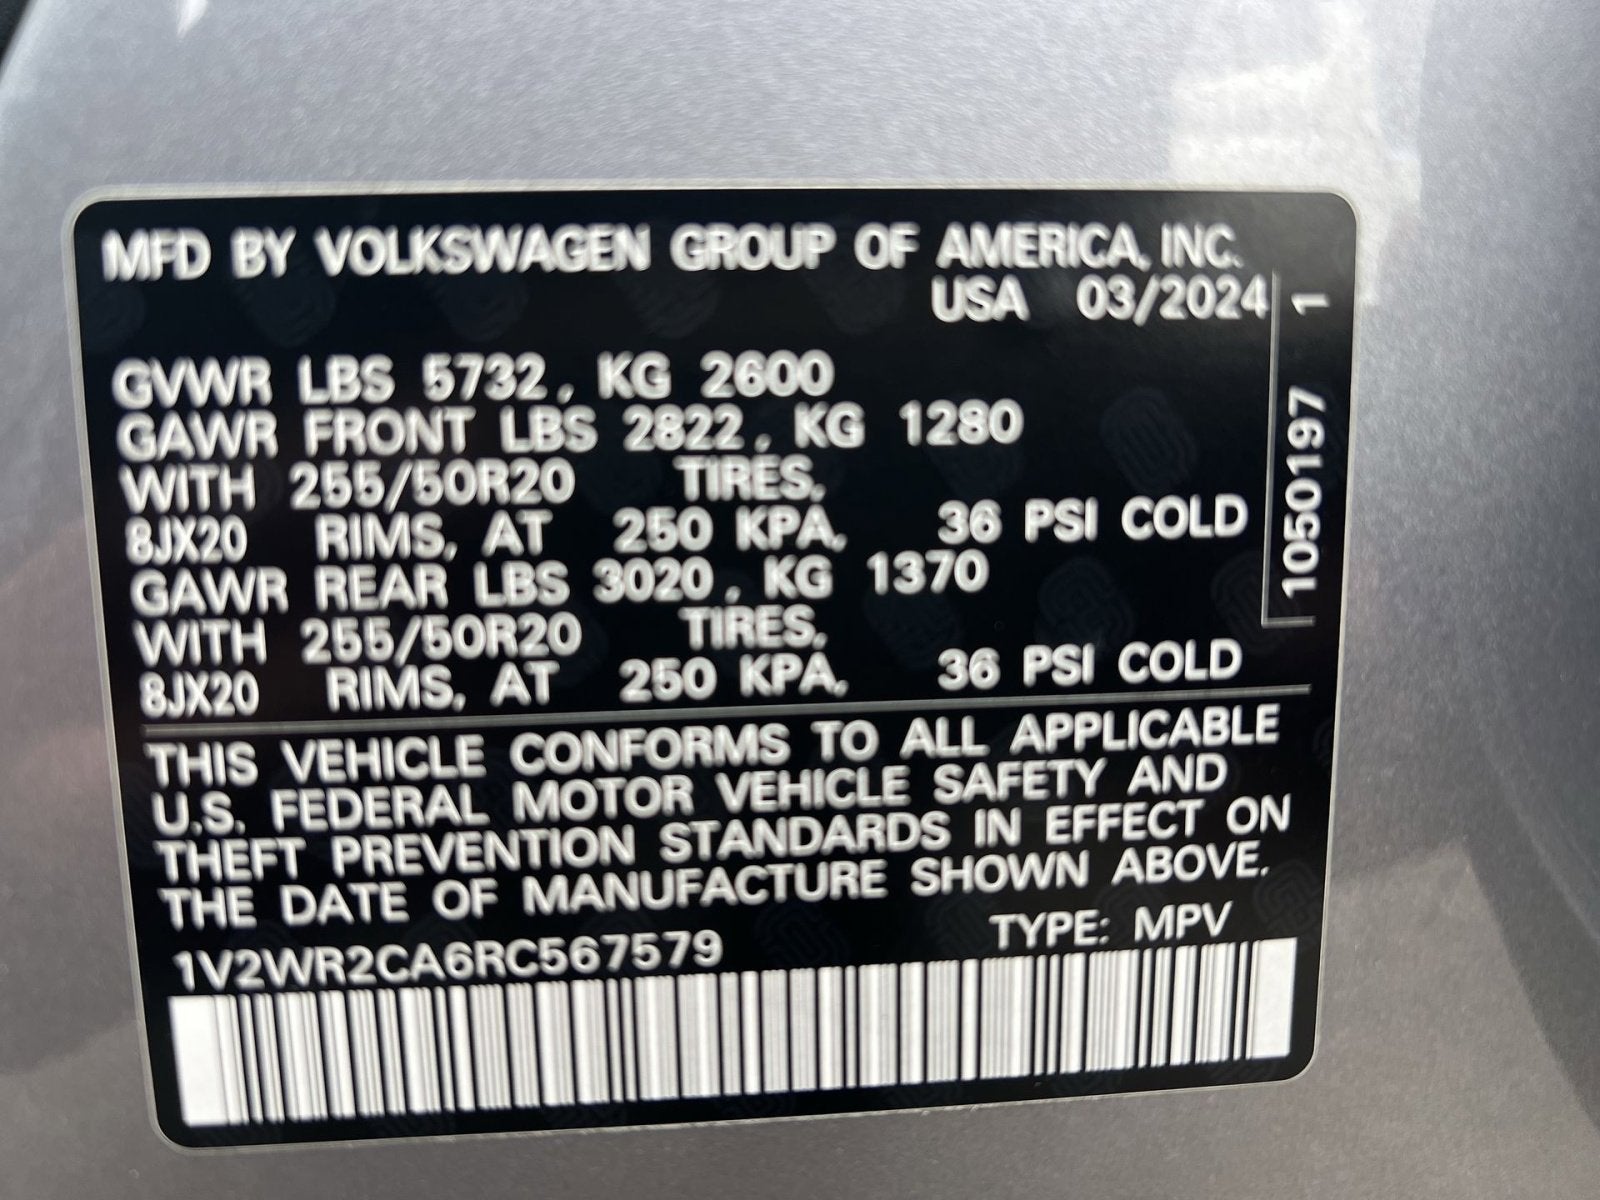 MFD BY VOLKSWAGEN GROUP OF AMERICA, INC.
USA 03/2024
GVWR LBS 5732, KG 2600
GAWR FRONT LBS 2822, KG 1280
WITH 255/50R20 TIRES,
8JX20 RIMS, AT 250 KPA, 36 PSI COLD
GAWR REAR LBS 3020, KG 1370
WITH 255/50R20 TIRES,
8JX20 RIMS, AT 250 KPA, 36 PSI COLD
1050197 1
THIS VEHICLE CONFORMS TO ALL APPLICABLE
U.S. FEDERAL MOTOR VEHICLE SAFETY AND
THEFT PREVENTION STANDARDS IN EFFECT ON
THE DATE OF MANUFACTURE SHOWN ABOVE.
1V2WR2CA6RC567579 TYPE: MPV